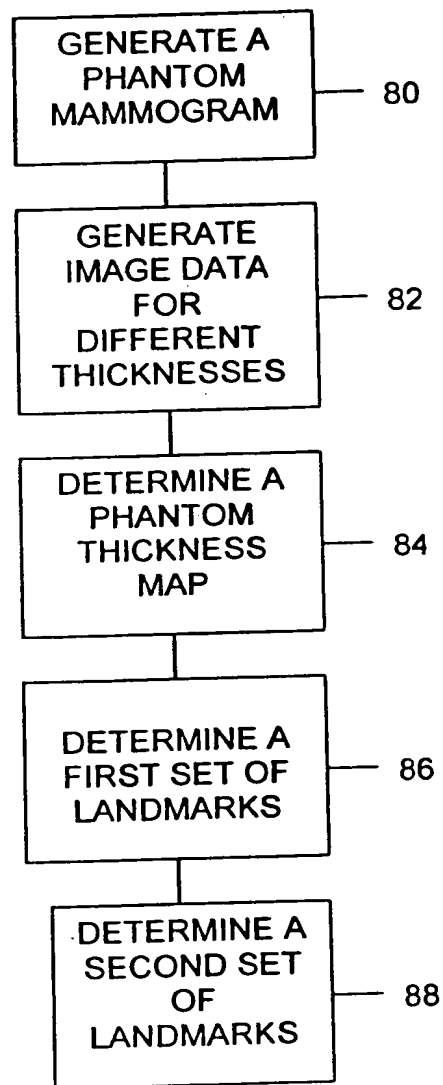 GENERATE A
PHANTOM
MAMMOGRAM
80
GENERATE
IMAGE DATA
FOR
DIFFERENT
THICKNESSES
82
DETERMINE A
PHANTOM
THICKNESS
MAP
84
DETERMINE A
FIRST SET OF
LANDMARKS
86
DETERMINE A
SECOND SET
OF
LANDMARKS
88